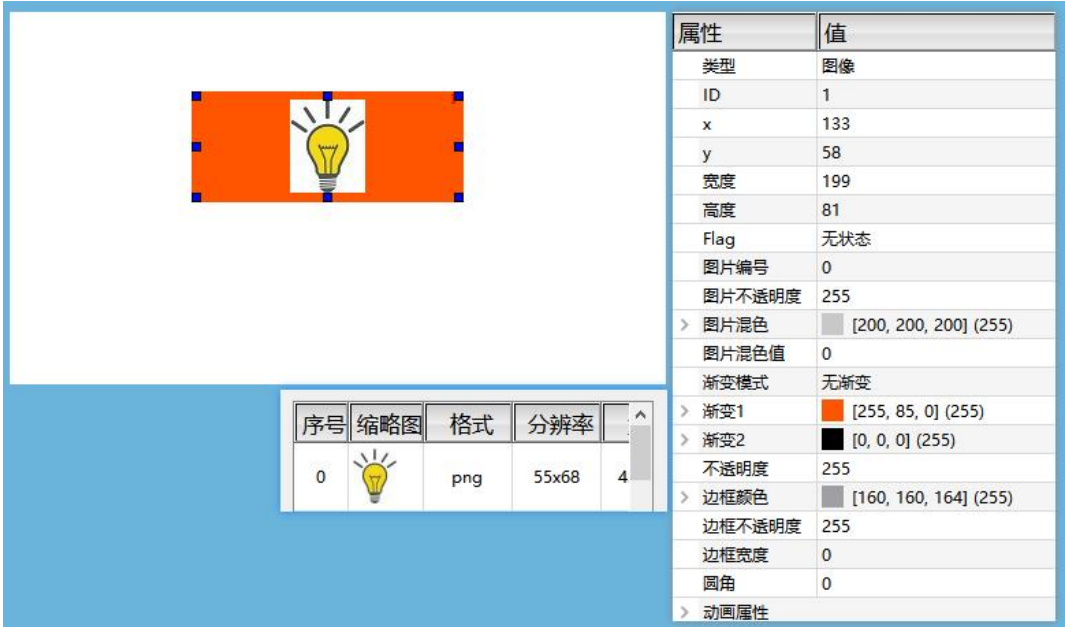 属性 值
类型 图像
ID 1
x 133
y 58
宽度 199
高度 81
Flag 无状态
图片编号 0
图片不透明度 255
图片混色 [200, 200, 200] (255)
图片混色值 0
渐变模式 无渐变
渐变1 [255, 85, 0] (255)
渐变2 [0, 0, 0] (255)
不透明度 255
边框颜色 [160, 160, 164] (255)
边框不透明度 255
边框宽度 0
圆角 0
动画属性
序号 缩略图 格式 分辨率
0 png 55x68 4